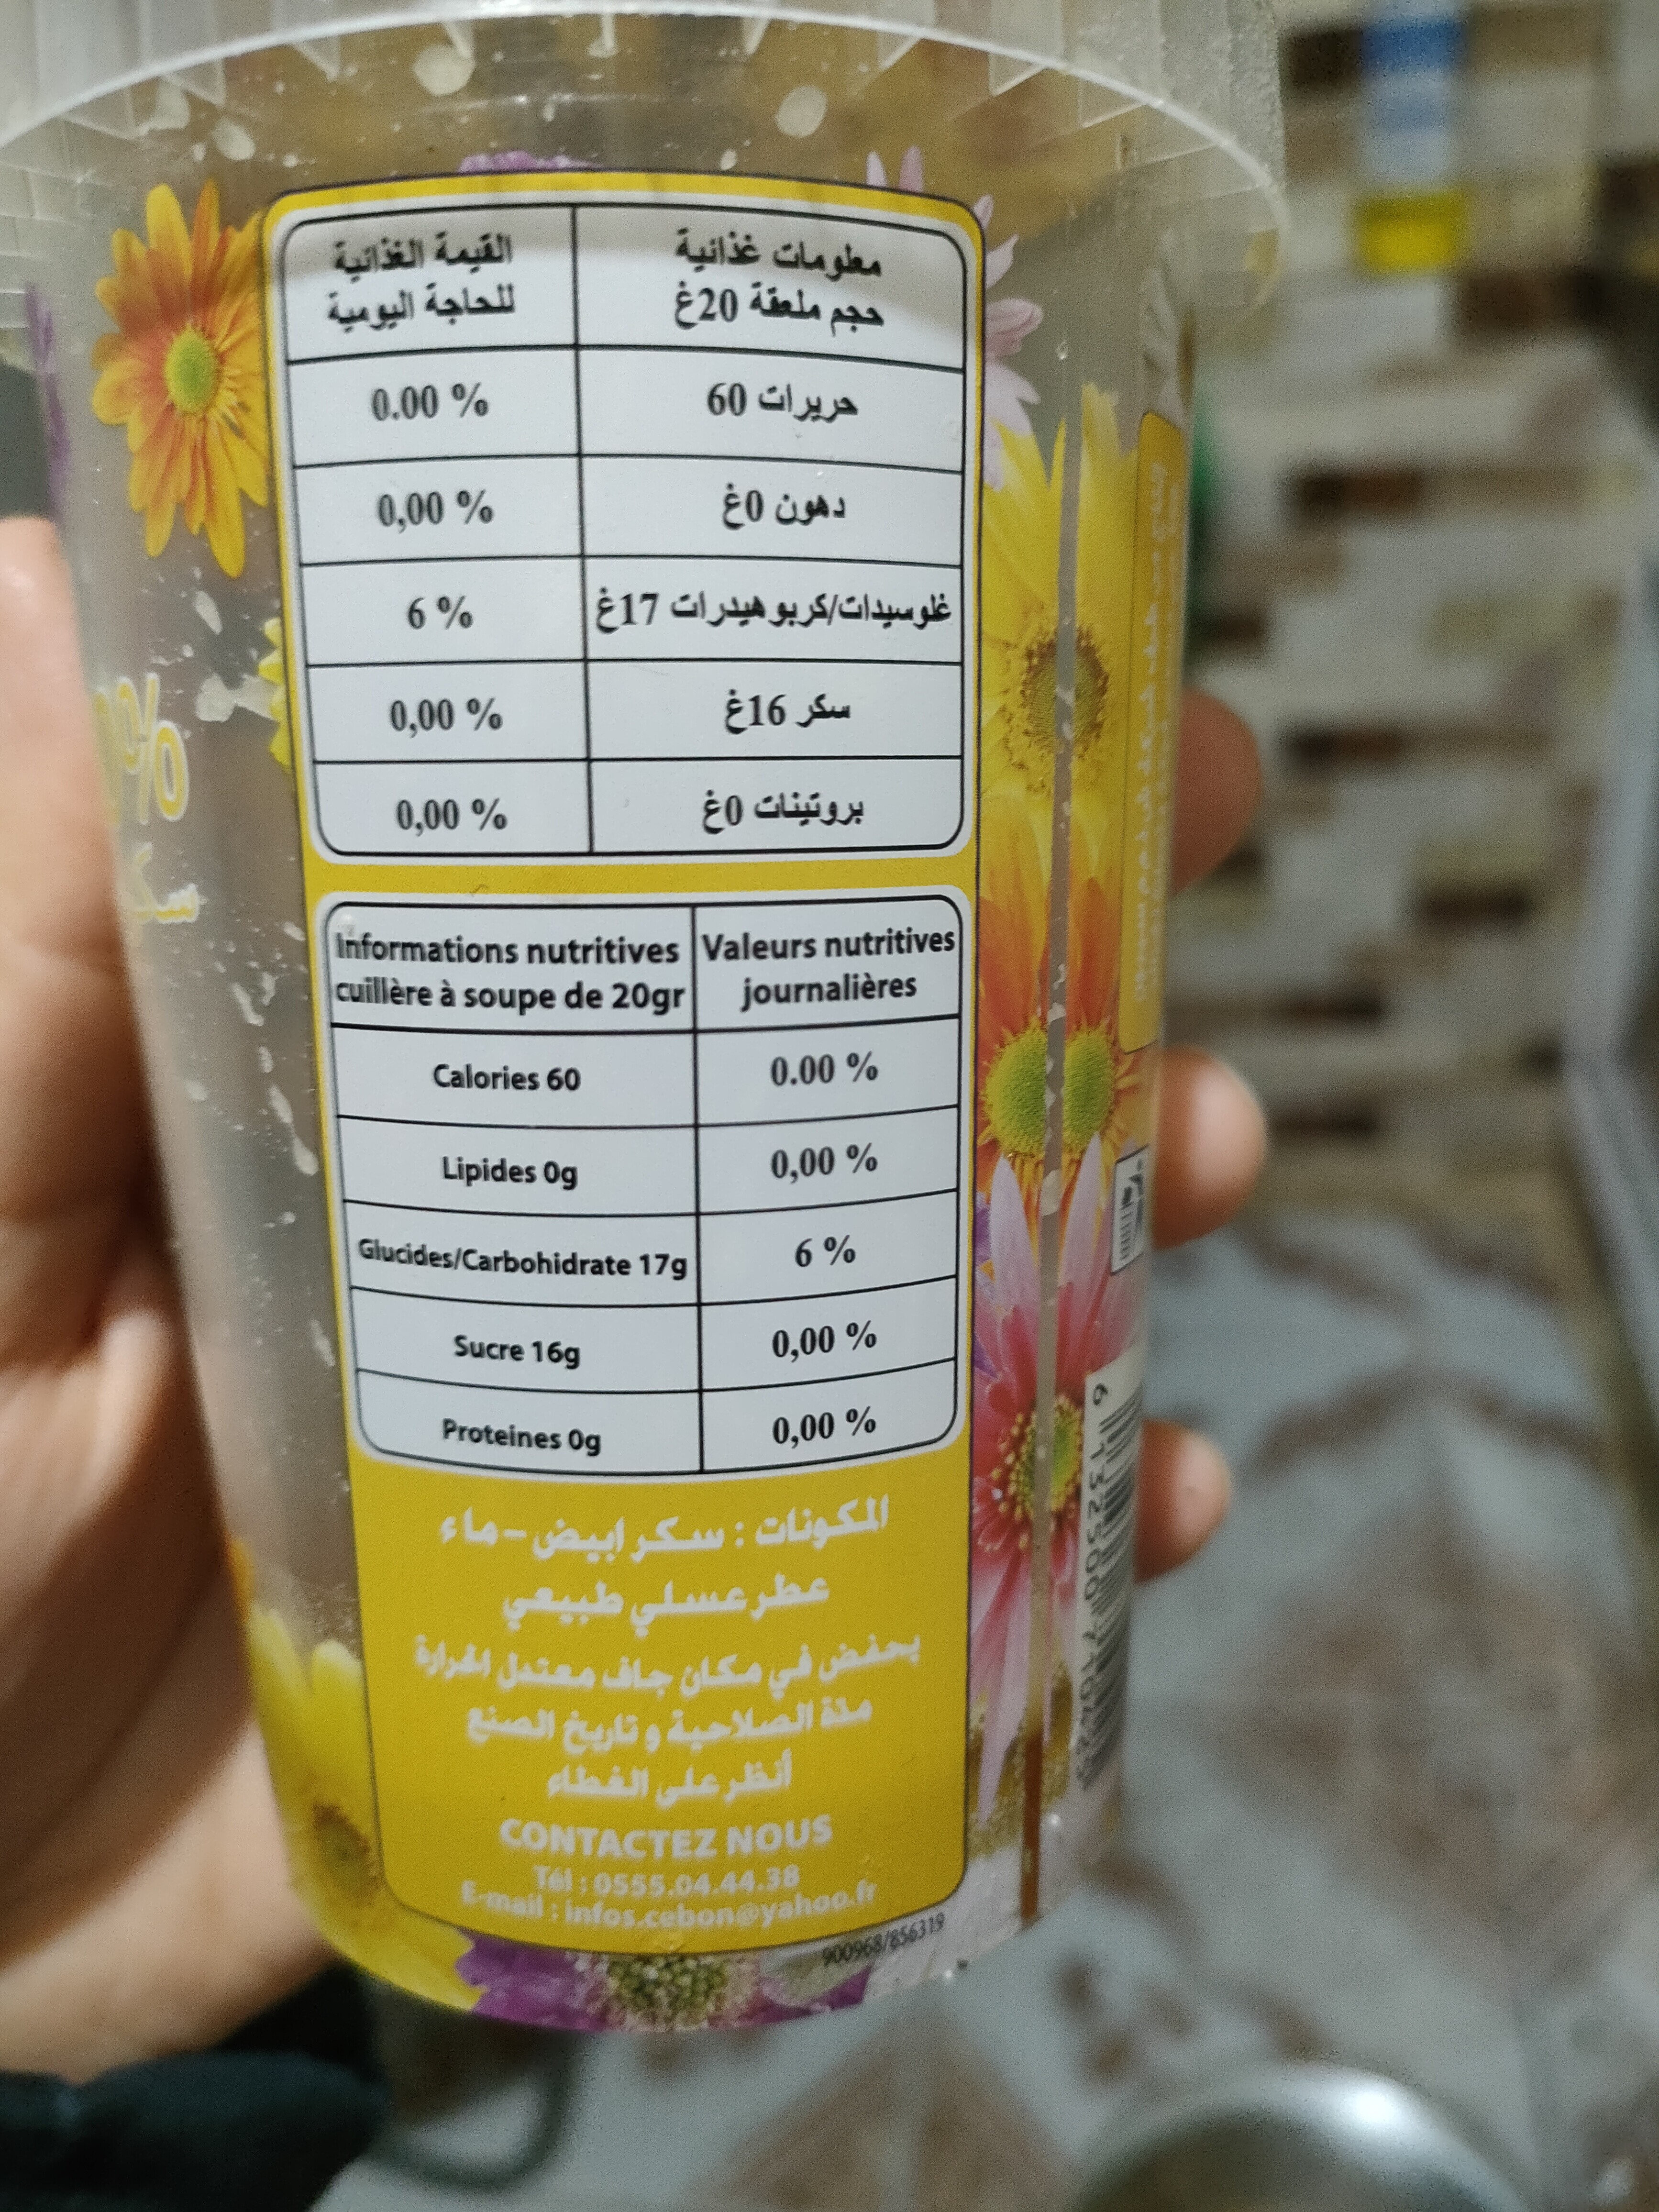 معلومات غذائية
حجم ملعقة 20غ
القيمة الغذائية
للحاجة اليومية
حريرات 60
0.00 %
دهون 0غ
0,00 %
غلوسيدات/كربوهيدرات 17غ
6 %
سكر 16غ
0,00 %
بروتينات 0غ
0,00 %
Informations nutritives
cuillère à soupe de 20gr
Valeurs nutritives
journalières
Calories 60
0.00 %
Lipides 0g
0,00 %
Glucides/Carbohidrate 17g
6 %
Sucre 16g
0,00 %
Proteines 0g
0,00 %
المكونات : سكر ابيض - ماء
عطر عسلي طبيعي
يحفض في مكان جاف معتدل الحرارة
مدة الصلاحية و تاريخ الصنع
أنظر على الغطاء
CONTACTEZ NOUS
Tél : 0555.04.44.38
E-mail : infos.cebon@yahoo.fr
900968/856319
%